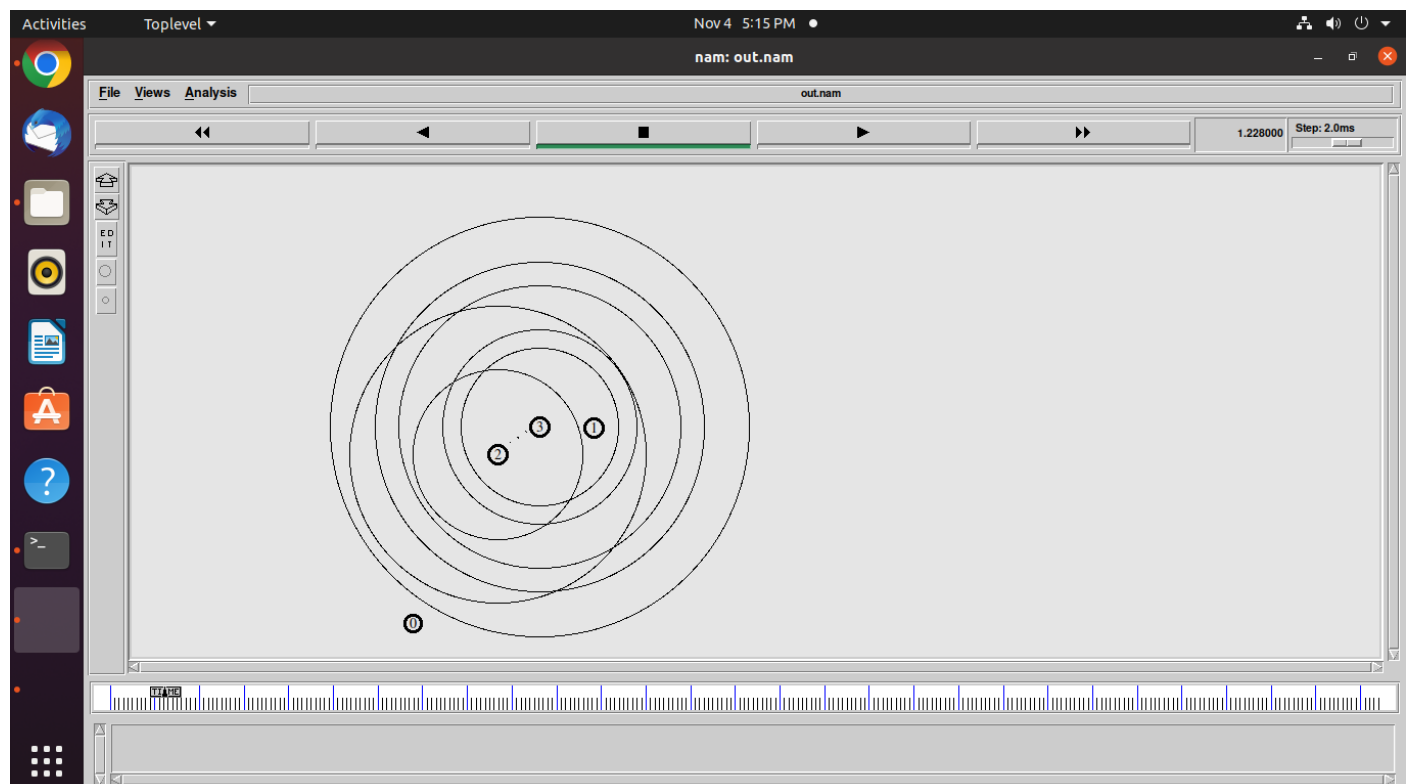 Activities Toplevel Nov 4 5:15 PM
nam: out.nam
File Views Analysis out.nam
1.228000 Step: 2.0ms
ED
IT
3
1
2
0
TIME
>_
?